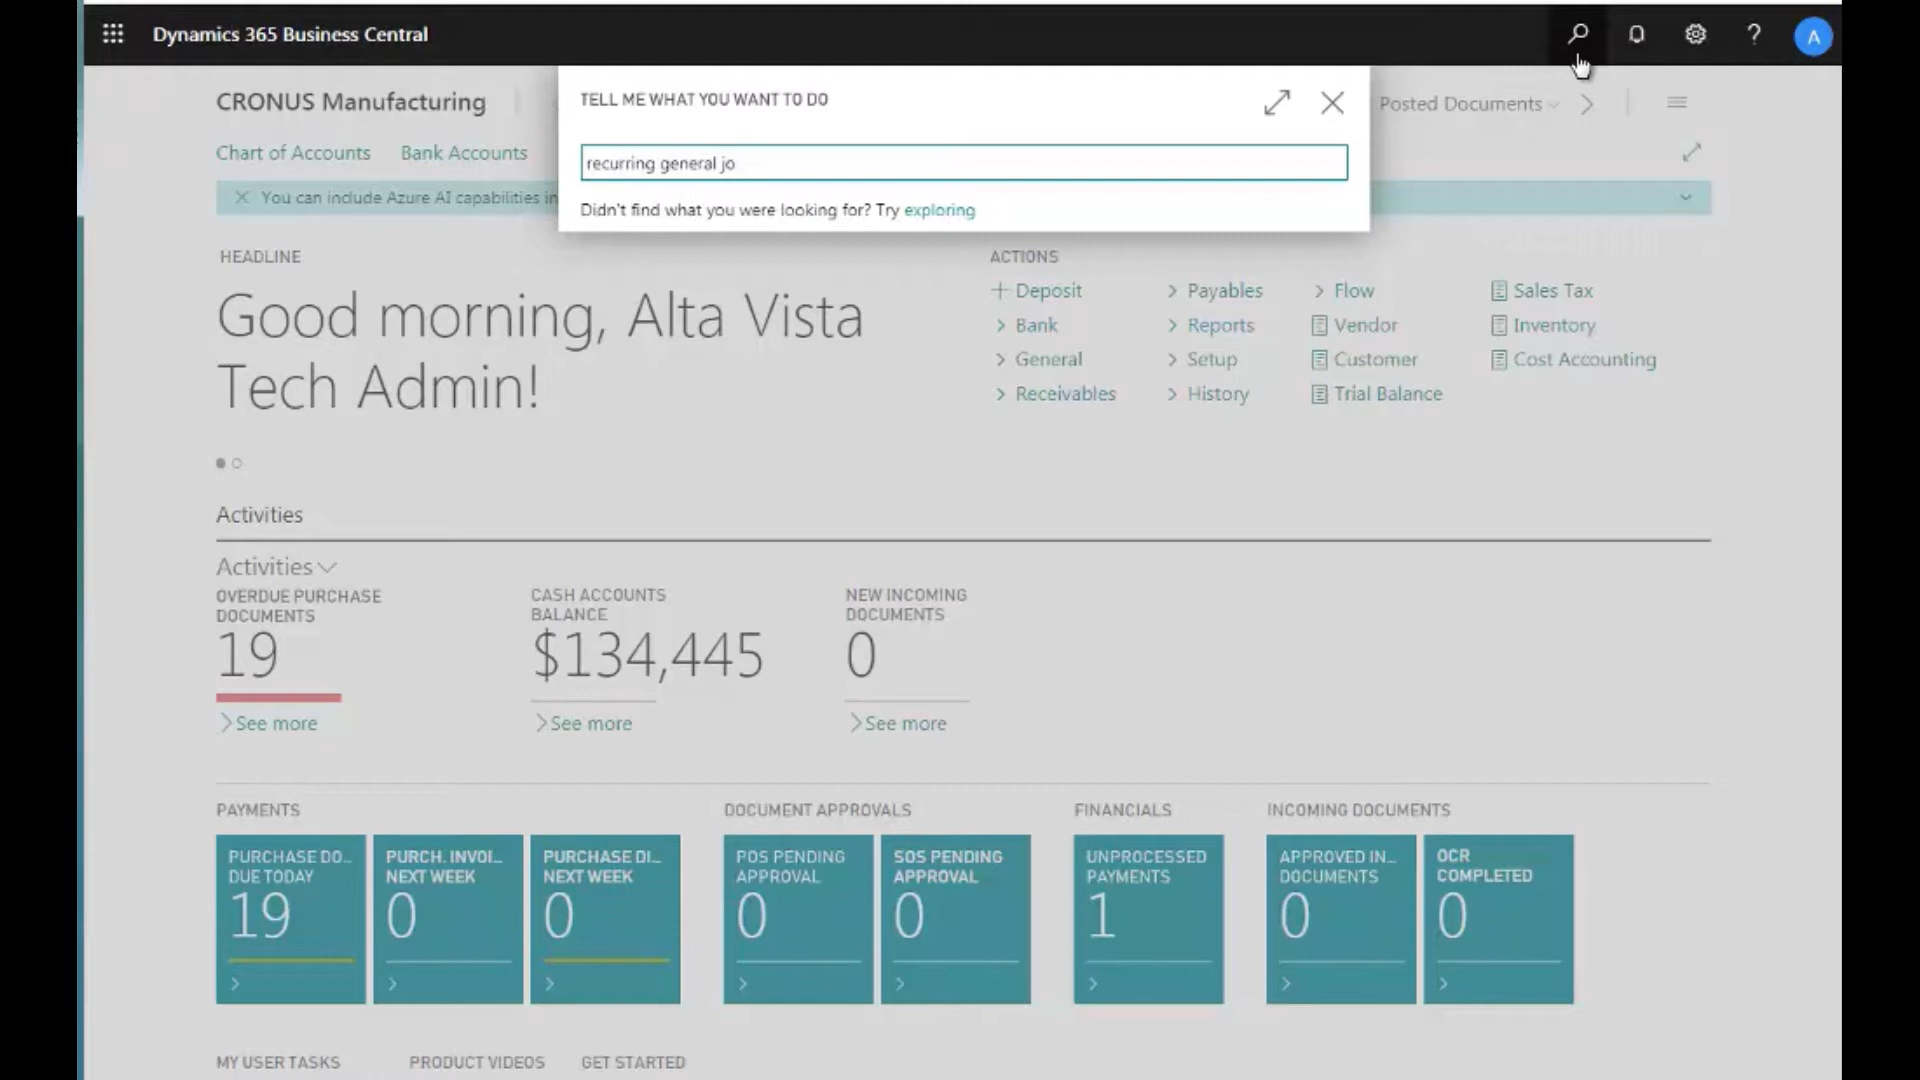 Dynamics 365 Business Central
?
A
TELL ME WHAT YOU WANT TO DO
recurring general jo
Didn't find what you were looking for? Try exploring
CRONUS Manufacturing
Posted Documents
Chart of Accounts
Bank Accounts
You can include Azure AI capabilities in
HEADLINE
Good morning, Alta Vista
Tech Admin!
ACTIONS
+ Deposit
> Payables
> Flow
Sales Tax
> Bank
> Reports
Vendor
Inventory
> General
> Setup
Customer
Cost Accounting
> Receivables
> History
Trial Balance
Activities
Activities
OVERDUE PURCHASE
DOCUMENTS
19
>See more
CASH ACCOUNTS
BALANCE
$134,445
>See more
NEW INCOMING
DOCUMENTS
0
>See more
PAYMENTS
PURCHASE DO...
DUE TODAY
19
>
PURCH. INVOI...
NEXT WEEK
0
>
PURCHASE DI...
NEXT WEEK
0
>
DOCUMENT APPROVALS
POS PENDING
APPROVAL
0
>
SOS PENDING
APPROVAL
0
>
FINANCIALS
UNPROCESSED
PAYMENTS
1
>
INCOMING DOCUMENTS
APPROVED IN...
DOCUMENTS
0
>
OCR
COMPLETED
0
>
MY USER TASKS
PRODUCT VIDEOS
GET STARTED